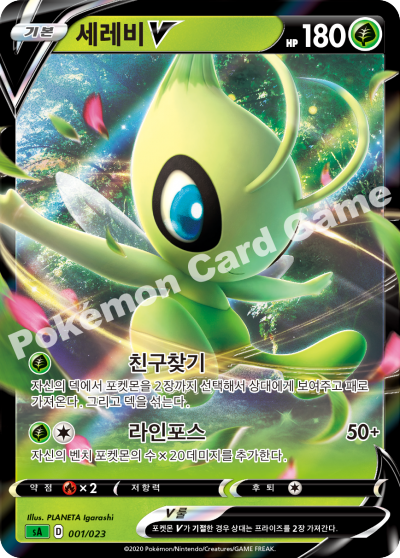 기본 세레비 V HP 180
Pokémon Card Game
친구찾기
자신의 덱에서 포켓몬을 2장까지 선택해서 상대에게 보여주고 패로
가져온다. 그리고 덱을 섞는다.
라인포스 50+
자신의 벤치 포켓몬의 수×20데미지를 추가한다.
약점 ×2 저항력 후퇴
Illus. PLANETA Igarashi
V룰
sA D 001/023
포켓몬 V가 기절한 경우 상대는 프라이즈를 2장 가져간다.
©2020 Pokémon/Nintendo/Creatures/GAME FREAK.